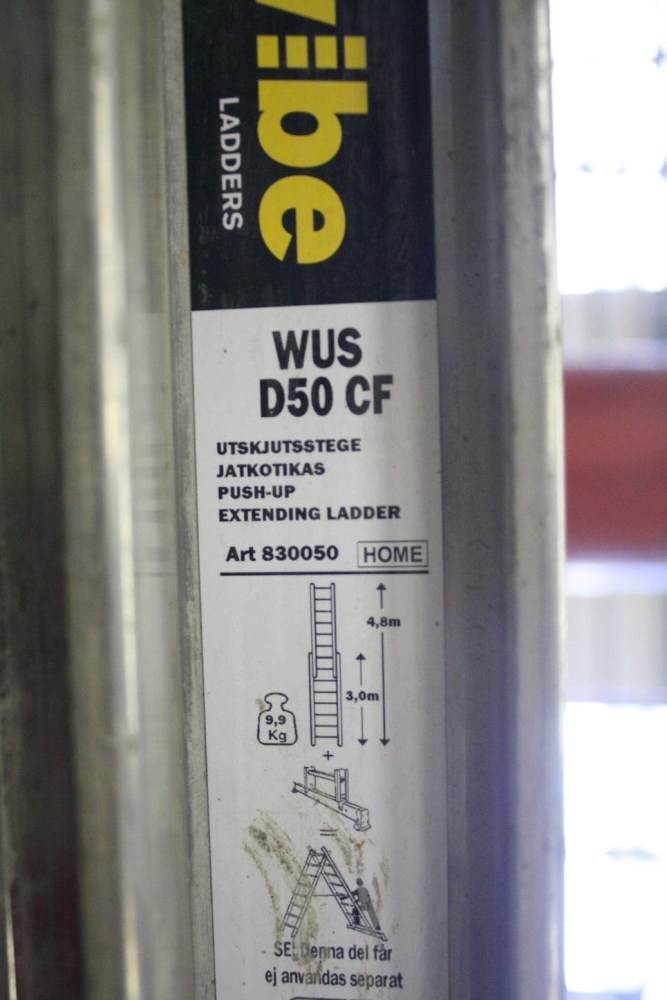 vibe
LADDERS
WUS
D50 CF
UTSKJUTSSTEGE
JATKOTIKAS
PUSH-UP
EXTENDING LADDER
Art 830050 HOME
4,8m
3,0m
9,9
Kg
+
=
SE: Denna del får
ej användas separat